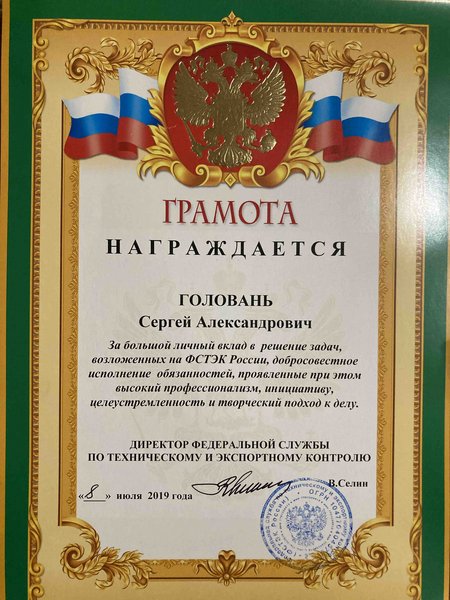 ГРАМОТА
НАГРАЖДАЕТСЯ
ГОЛОВАНЬ
Сергей Александрович
За большой личный вклад в решение задач,
возложенных на ФСТЭК России, добросовестное
исполнение обязанностей, проявленные при этом
высокий профессионализм, инициативу,
целеустремленность и творческий подход к делу.
ДИРЕКТОР ФЕДЕРАЛЬНОЙ СЛУЖБЫ
ПО ТЕХНИЧЕСКОМУ И ЭКСПОРТНОМУ КОНТРОЛЮ
В.Селин
«8» июля 2019 года